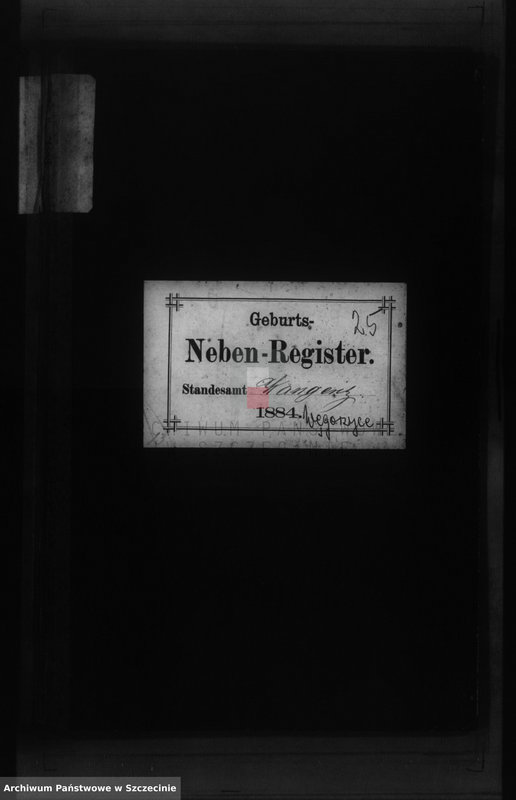 Geburts-
25
Neben-Register.
Standesamt Wangeritz
1884. Węgorzyce
Archiwum Państwowe w Szczecinie